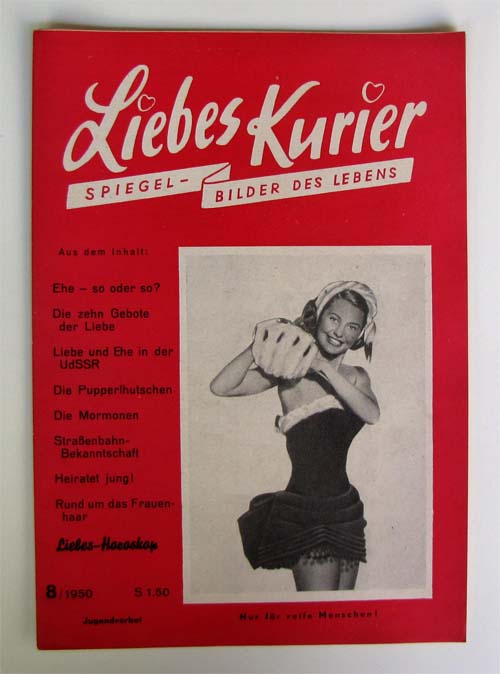 Liebes Kurier
SPIEGEL-BILDER DES LEBENS
Aus dem Inhalt:
Ehe – so oder so?
Die zehn Gebote
der Liebe
Liebe und Ehe in der
UdSSR
Die Pupperlhutschen
Die Mormonen
Straßenbahn-
Bekanntschaft
Heiratet jung!
Rund um das Frauen-
haar
Liebes-Horoskop
8/1950 S 1.50
Jugendverbot
Nur für reife Menschen!